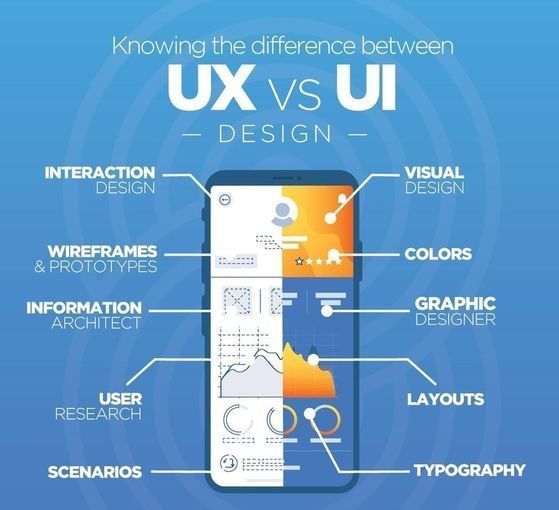 Knowing the difference between
UX VS UI
— DESIGN —
INTERACTION
DESIGN
WIREFRAMES
& PROTOTYPES
INFORMATION
ARCHITECT
USER
RESEARCH
SCENARIOS
VISUAL
DESIGN
COLORS
GRAPHIC
DESIGNER
LAYOUTS
TYPOGRAPHY